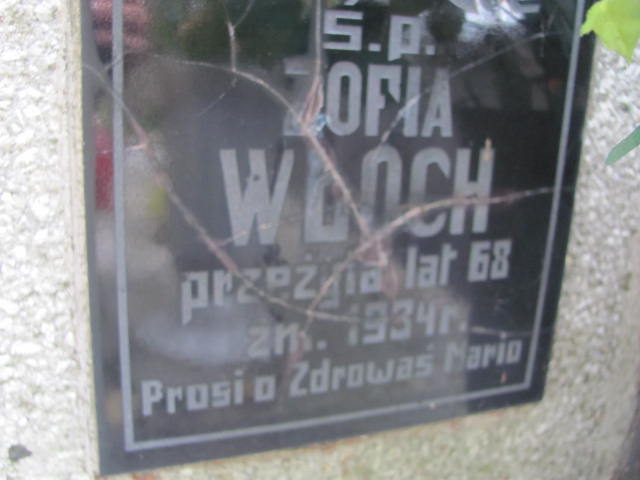 Ś.p.
ZOFIA
WŁOCH
przeżyła lat 68
zm. 1934r.
Prosi o Zdrowaś Mario